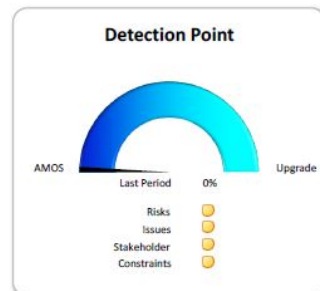 Detection Point
AMOS Upgrade
Last Period 0%
Risks
Issues
Stakeholder
Constraints